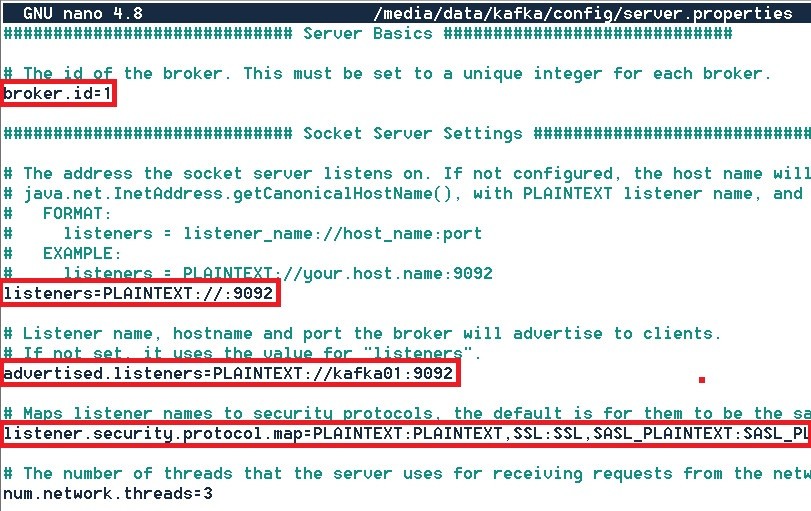 GNU nano 4.8 /media/data/kafka/config/server.properties
############################# Server Basics #############################
# The id of the broker. This must be set to a unique integer for each broker.
broker.id=1
############################# Socket Server Settings ############################
# The address the socket server listens on. If not configured, the host name will
# java.net.InetAddress.getCanonicalHostName(), with PLAINTEXT listener name, and
#   FORMAT:
#     listeners = listener_name://host_name:port
#   EXAMPLE:
#     listeners = PLAINTEXT://your.host.name:9092
listeners=PLAINTEXT://:9092
# Listener name, hostname and port the broker will advertise to clients.
# If not set, it uses the value for "listeners".
advertised.listeners=PLAINTEXT://kafka01:9092
# Maps listener names to security protocols, the default is for them to be the sa
listener.security.protocol.map=PLAINTEXT:PLAINTEXT,SSL:SSL,SASL_PLAINTEXT:SASL_PL
# The number of threads that the server uses for receiving requests from the netw
num.network.threads=3